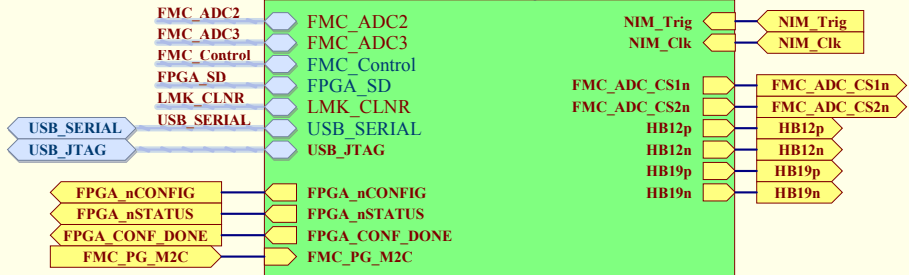 FMC_ADC2 FMC_ADC2 NIM_Trig NIM_Trig
FMC_ADC3 FMC_ADC3 NIM_Clk NIM_Clk
FMC_Control FMC_Control
FPGA_SD FPGA_SD FMC_ADC_CS1n FMC_ADC_CS1n
LMK_CLNR LMK_CLNR FMC_ADC_CS2n FMC_ADC_CS2n
USB_SERIAL USB_SERIAL USB_SERIAL HB12p HB12p
USB_JTAG USB_JTAG HB12n HB12n
HB19p HB19p
FPGA_nCONFIG FPGA_nCONFIG HB19n HB19n
FPGA_nSTATUS FPGA_nSTATUS
FPGA_CONF_DONE FPGA_CONF_DONE
FMC_PG_M2C FMC_PG_M2C